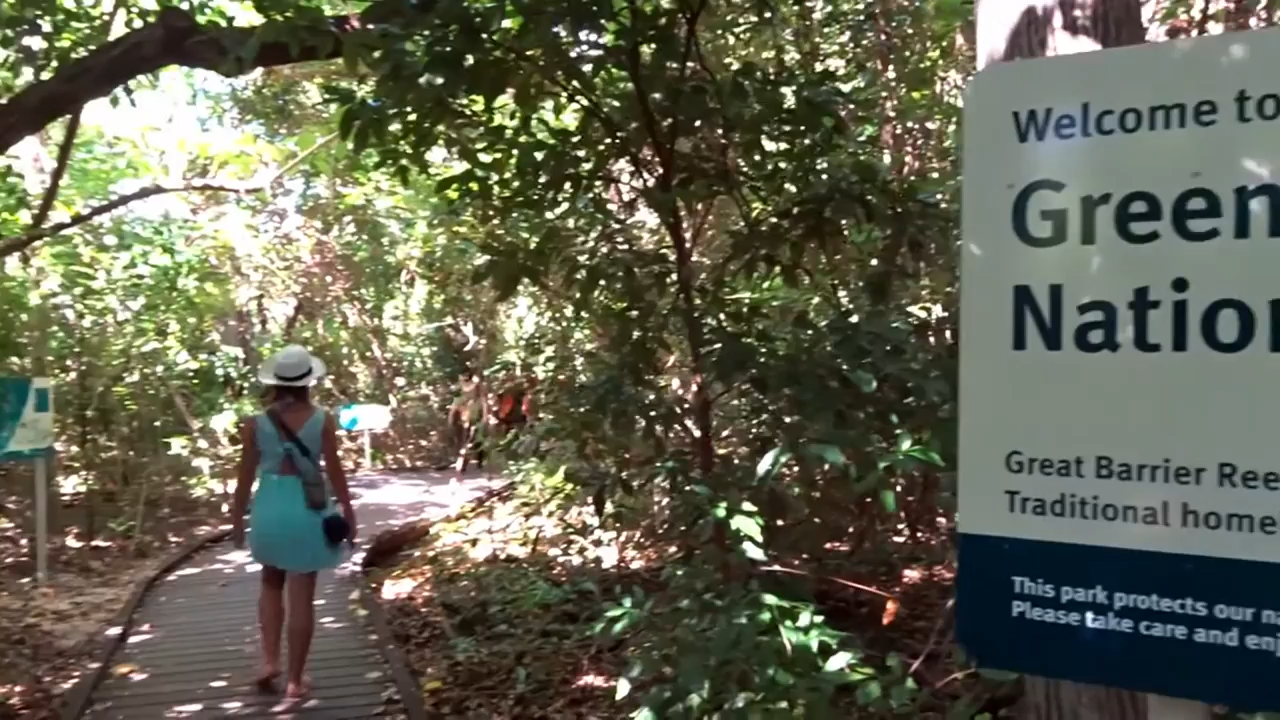 Welcome to
Green
Nation
Great Barrier Ree
Traditional home
This park protects our n
Please take care and enj